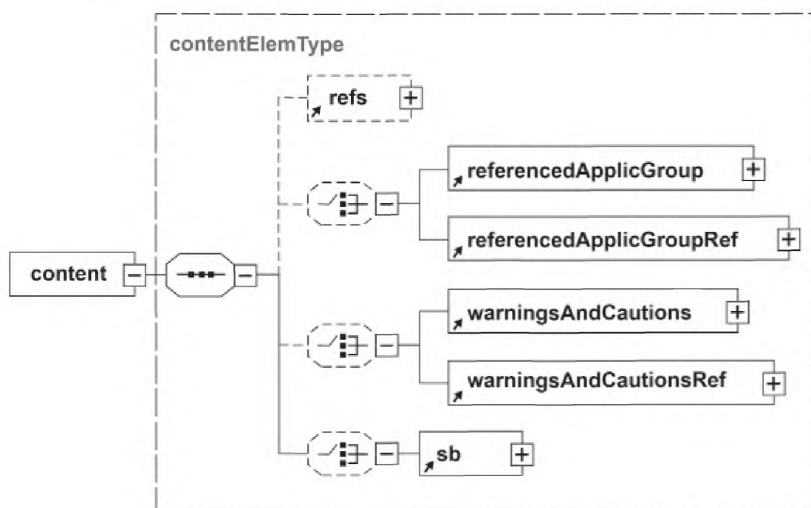 contentElemType
refs
referencedApplicGroup
referencedApplicGroupRef
content
warningsAndCautions
warningsAndCautionsRef
sb